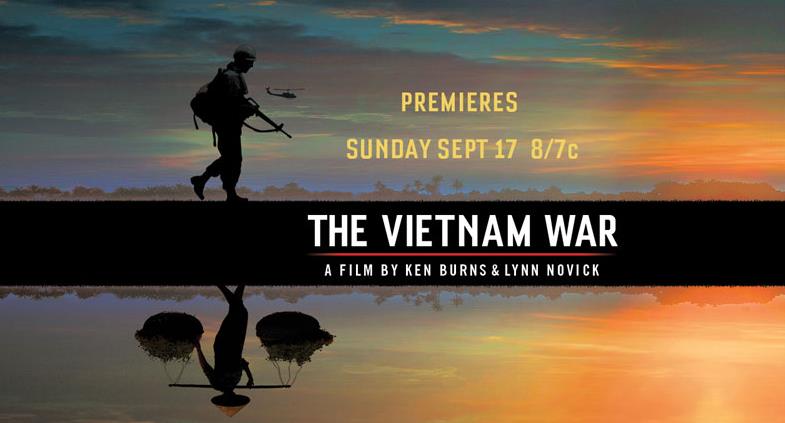 PREMIERES
SUNDAY SEPT 17 8/7c
THE VIETNAM WAR
A FILM BY KEN BURNS & LYNN NOVICK